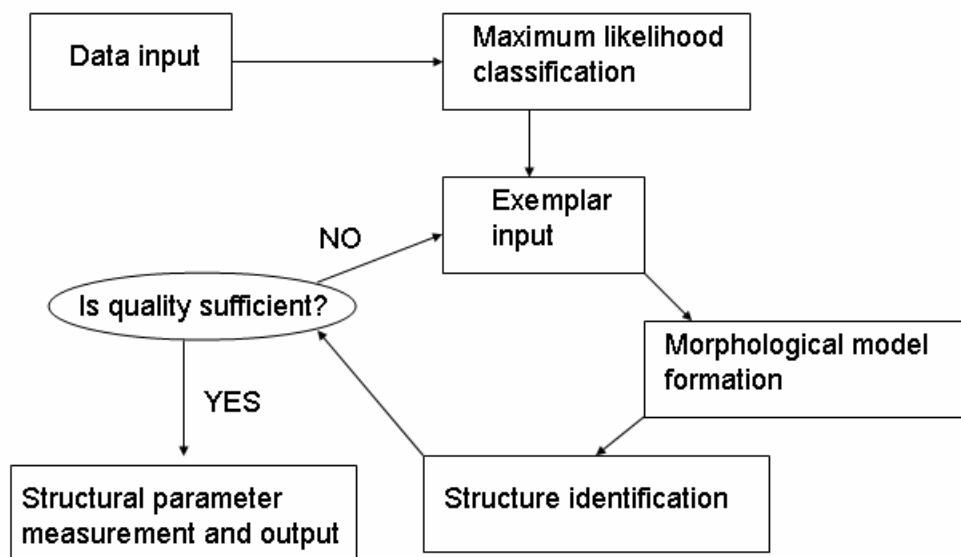 Data input
Maximum likelihood
classification
Exemplar
input
NO
Is quality sufficient?
Morphological model
formation
YES
Structure identification
Structural parameter
measurement and output